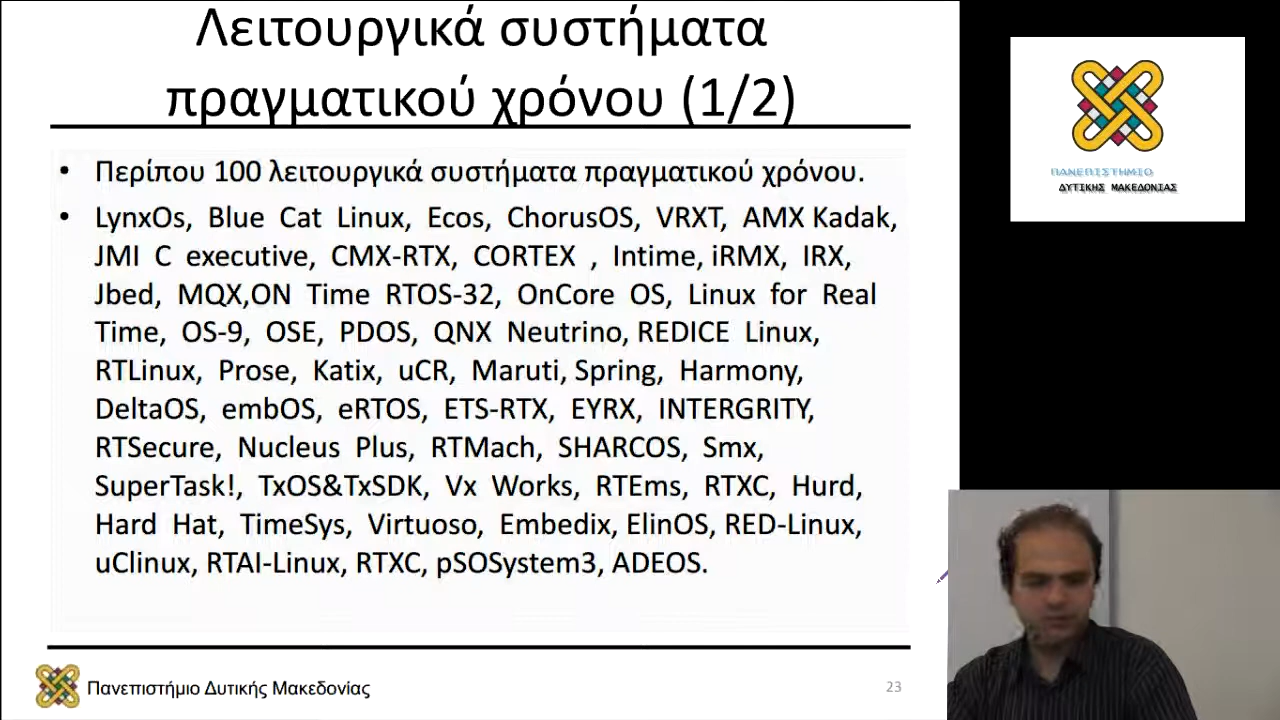 Λειτουργικά συστήματα
πραγματικού χρόνου (1/2)
• Περίπου 100 λειτουργικά συστήματα πραγματικού χρόνου.
• LynxOs, Blue Cat Linux, Ecos, ChorusOS, VRXT, AMX Kadak,
JMI C executive, CMX-RTX, CORTEX , Intime, iRMX, IRX,
Jbed, MQX,ON Time RTOS-32, OnCore OS, Linux for Real
Time, OS-9, OSE, PDOS, QNX Neutrino, REDICE Linux,
RTLinux, Prose, Katix, uCR, Maruti, Spring, Harmony,
DeltaOS, embOS, eRTOS, ETS-RTX, EYRX, INTERGRITY,
RTSecure, Nucleus Plus, RTMach, SHARCOS, Smx,
SuperTask!, TxOS&TxSDK, Vx Works, RTEms, RTXC, Hurd,
Hard Hat, TimeSys, Virtuoso, Embedix, ElinOS, RED-Linux,
uClinux, RTAI-Linux, RTXC, pSOSystem3, ADEOS.
Πανεπιστήμιο Δυτικής Μακεδονίας
23
ΠΑΝΕΠΙΣΤΗΜΙΟ
ΔΥΤΙΚΗΣ ΜΑΚΕΔΟΝΙΑΣ